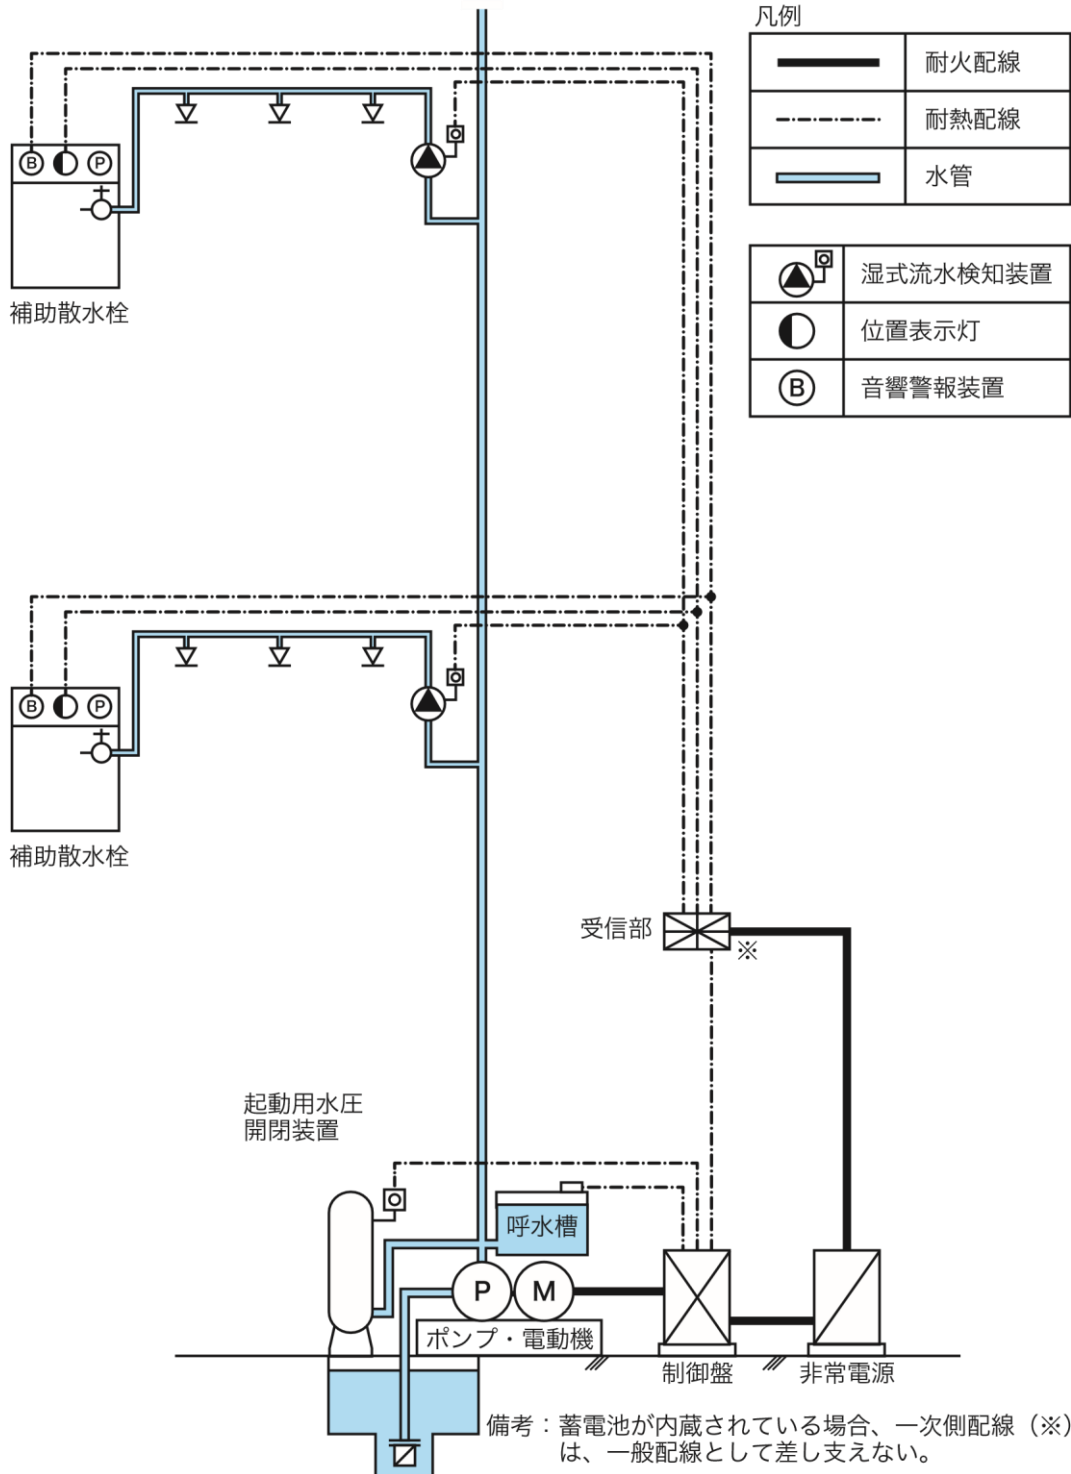 凡例
耐火配線
耐熱配線
水管
湿式流水検知装置
位置表示灯
B
音響警報装置
B
P
補助散水栓
B
P
補助散水栓
受信部
※
起動用水圧
開閉装置
呼水槽
P
M
ポンプ・電動機
制御盤
非常電源
備考：蓄電池が内蔵されている場合、一次側配線（※）
は、一般配線として差し支えない。